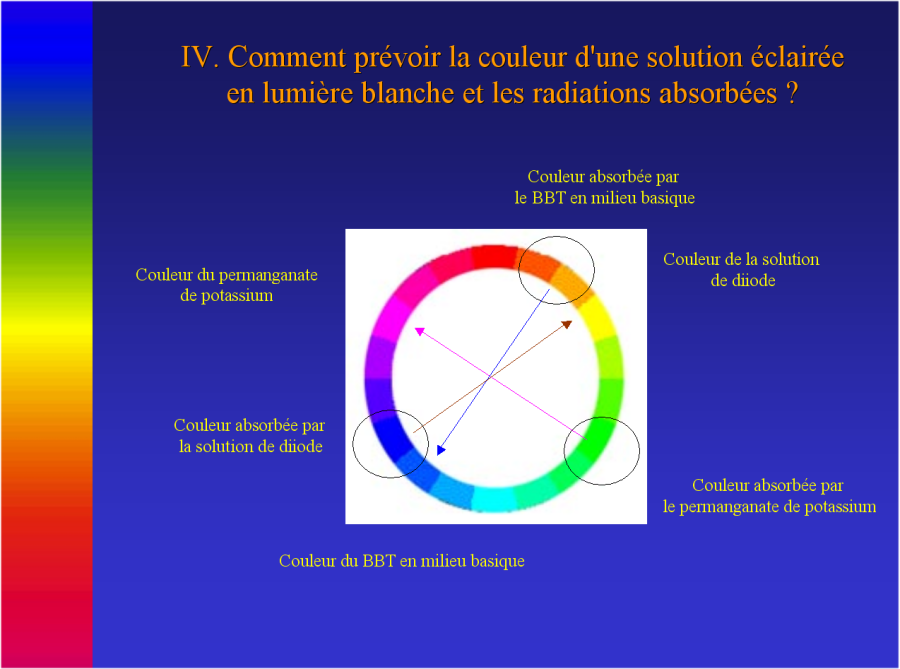 IV. Comment prévoir la couleur d'une solution éclairée
en lumière blanche et les radiations absorbées ?
Couleur absorbée par
le BBT en milieu basique
Couleur de la solution
de diiode
Couleur du permanganate
de potassium
Couleur absorbée par
la solution de diiode
Couleur absorbée par
le permanganate de potassium
Couleur du BBT en milieu basique